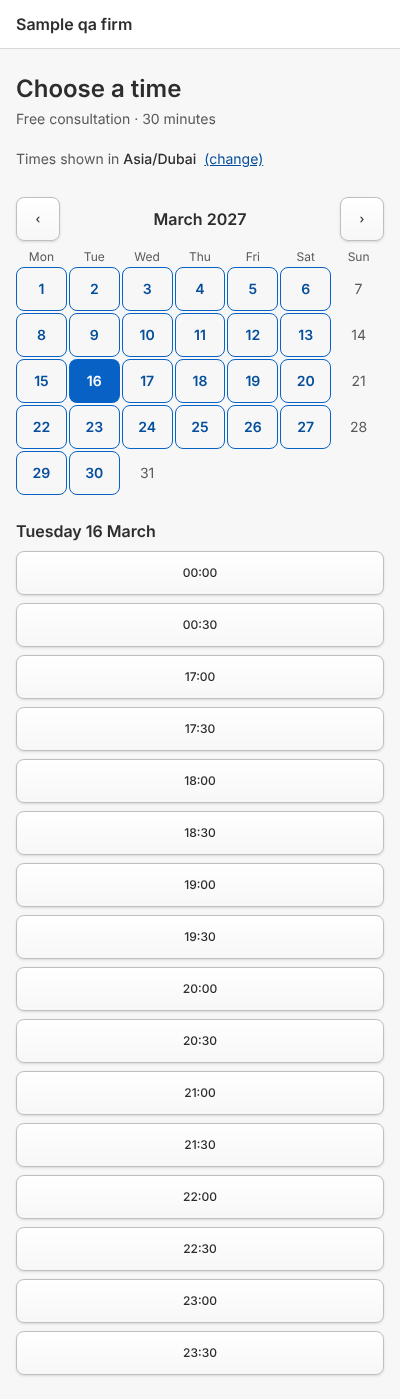 Sample qa firm
Choose a time
Free consultation · 30 minutes
Times shown in Asia/Dubai (change)
‹ March 2027 ›
Mon Tue Wed Thu Fri Sat Sun
1 2 3 4 5 6 7
8 9 10 11 12 13 14
15 16 17 18 19 20 21
22 23 24 25 26 27 28
29 30 31
Tuesday 16 March
00:00
00:30
17:00
17:30
18:00
18:30
19:00
19:30
20:00
20:30
21:00
21:30
22:00
22:30
23:00
23:30